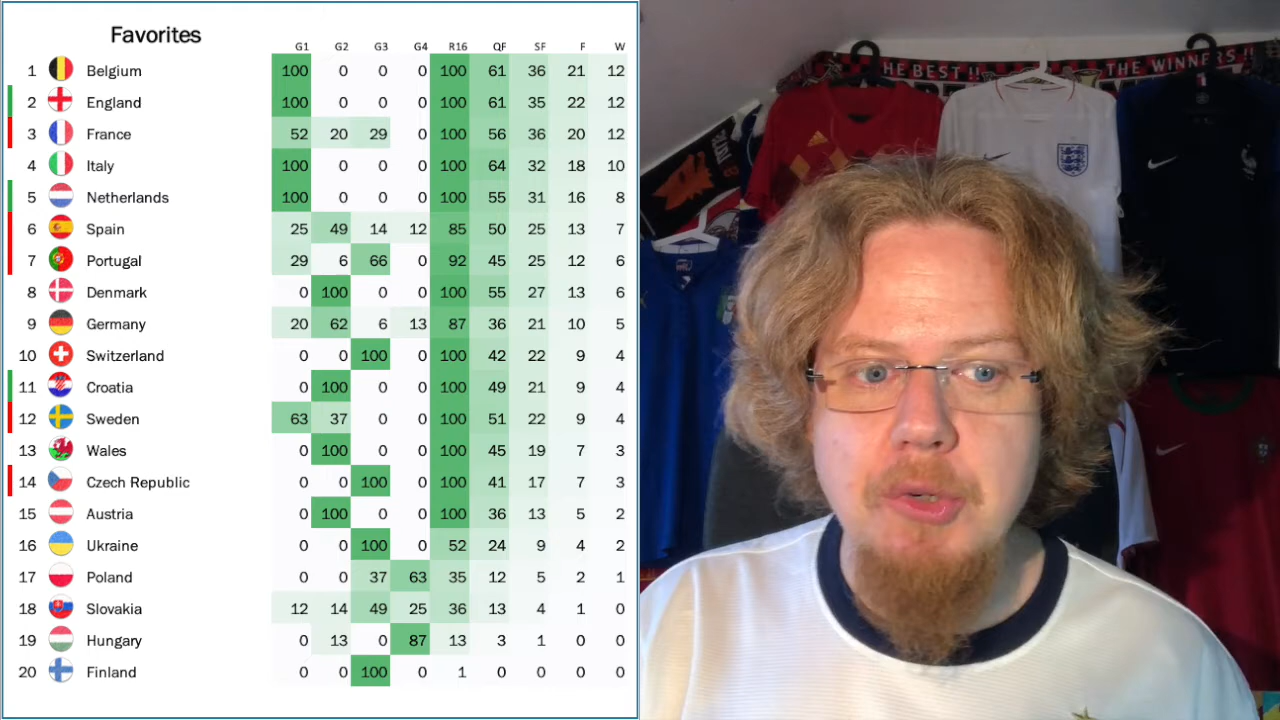 Favorites
G1 G2 G3 G4 R16 QF SF F W
1 Belgium 100 0 0 0 100 61 36 21 12
2 England 100 0 0 0 100 61 35 22 12
3 France 52 20 29 0 100 56 36 20 12
4 Italy 100 0 0 0 100 64 32 18 10
5 Netherlands 100 0 0 0 100 55 31 16 8
6 Spain 25 49 14 12 85 50 25 13 7
7 Portugal 29 6 66 0 92 45 25 12 6
8 Denmark 0 100 0 0 100 55 27 13 6
9 Germany 20 62 6 13 87 36 21 10 5
10 Switzerland 0 0 100 0 100 42 22 9 4
11 Croatia 0 100 0 0 100 49 21 9 4
12 Sweden 63 37 0 0 100 51 22 9 4
13 Wales 0 100 0 0 100 45 19 7 3
14 Czech Republic 0 0 100 0 100 41 17 7 3
15 Austria 0 100 0 0 100 36 13 5 2
16 Ukraine 0 0 100 0 52 24 9 4 2
17 Poland 0 0 37 63 35 12 5 2 1
18 Slovakia 12 14 49 25 36 13 4 1 0
19 Hungary 0 13 0 87 13 3 1 0 0
20 Finland 0 0 100 0 1 0 0 0 0
HE BEST !!
THE WINNERS